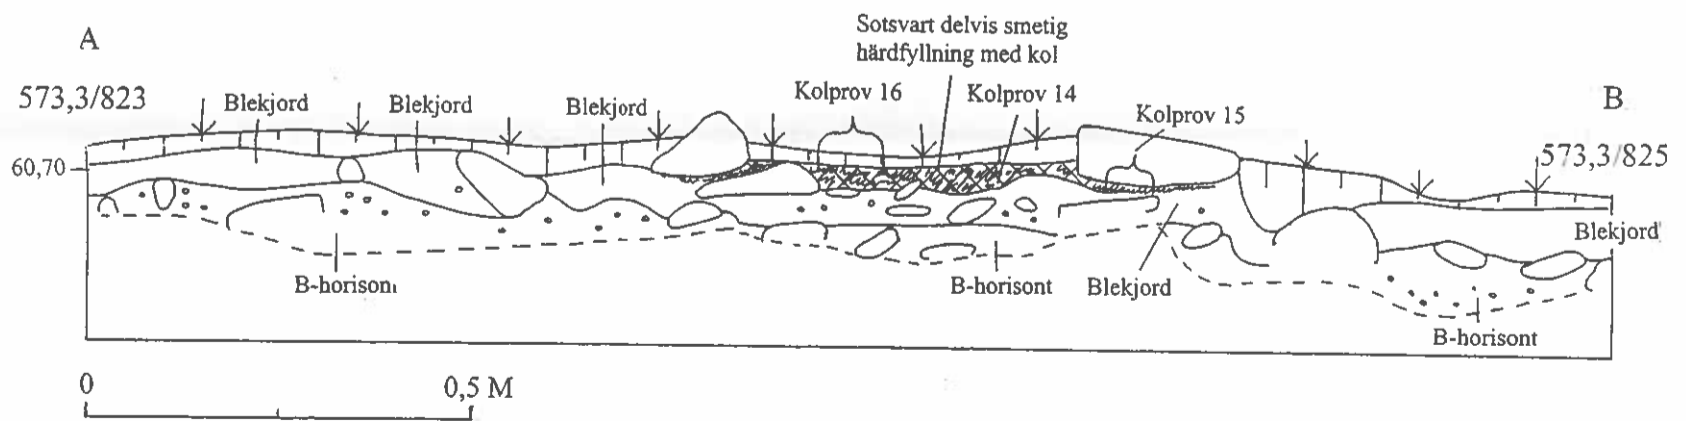 Sotsvart delvis smetig
härdfyllning med kol
A
B
573,3/823
Blekjord
Blekjord
Blekjord
Kolprov 16
Kolprov 14
Kolprov 15
60,70
573,3/825
Blekjord
B-horisont
B-horisont
Blekjord
B-horisont
0
0,5 M